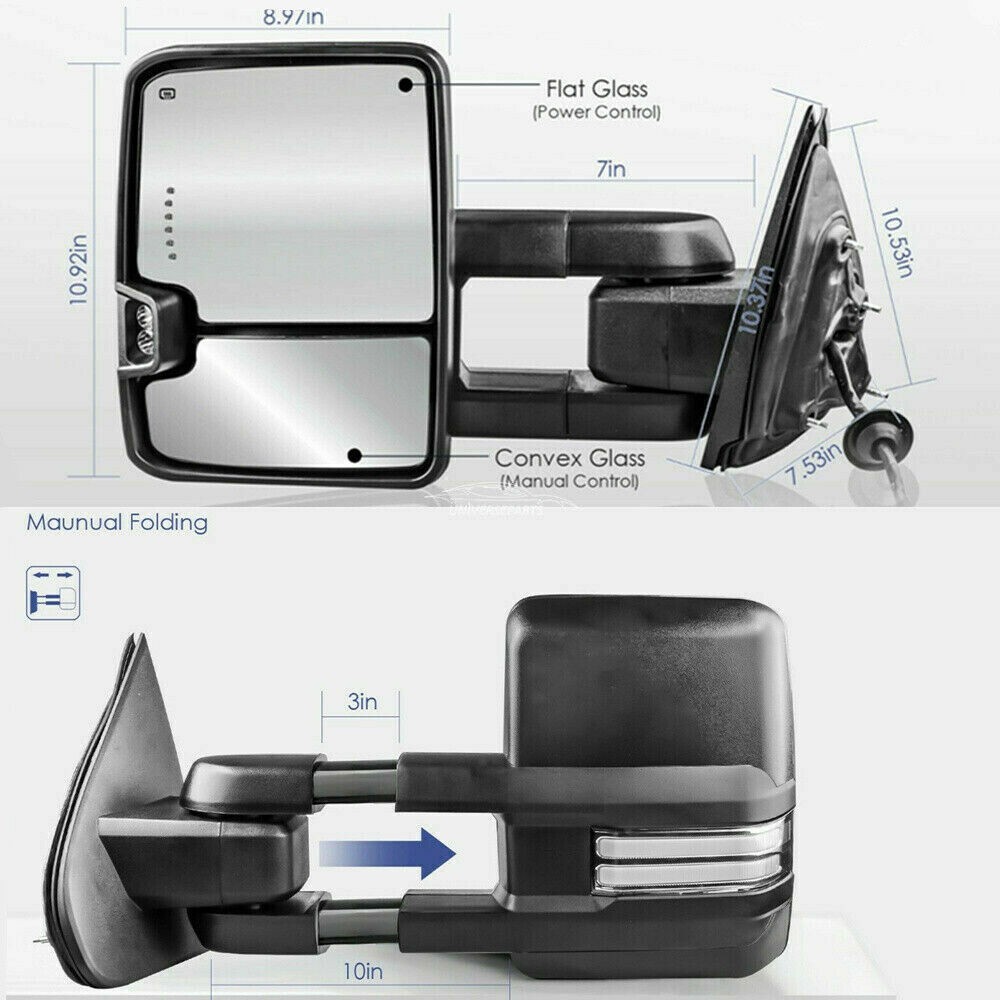 8.97in
Flat Glass
(Power Control)
7in
10.92in
10.53in
10.37in
7.53in
Convex Glass
(Manual Control)
UNIVERSEPARTS
Maunual Folding
3in
10in